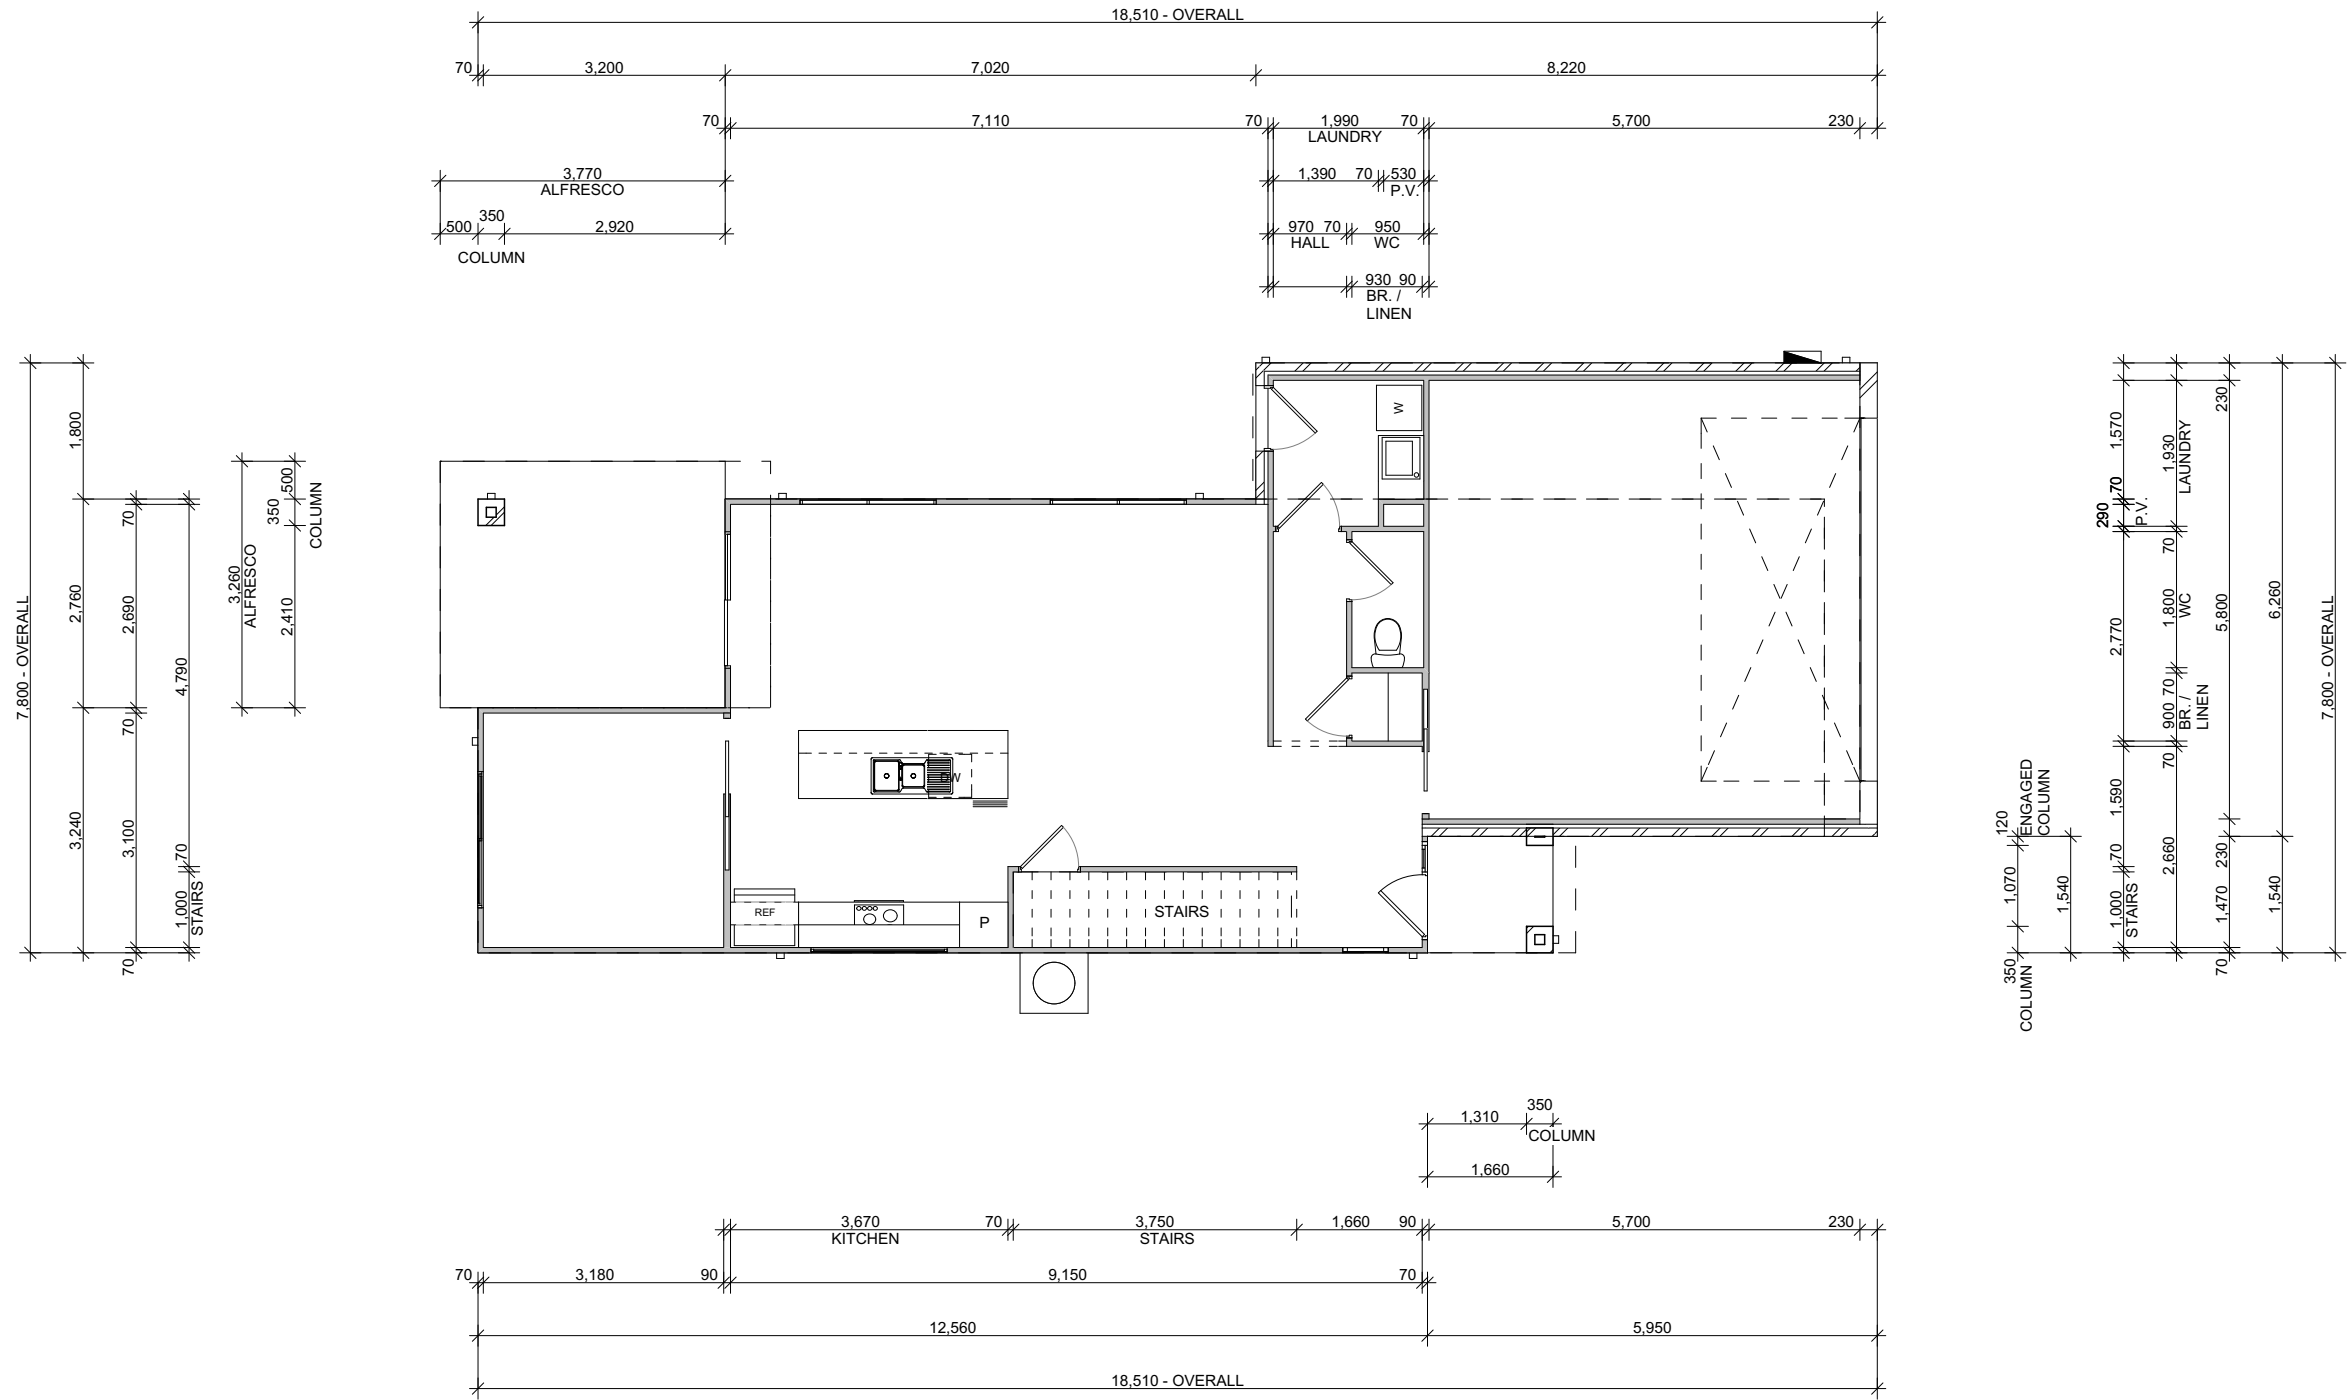 18,510 - OVERALL
70 3,200 7,020 8,220
70 7,110 70 1,990 70 5,700 230
LAUNDRY
3,770 1,390 70 530
ALFRESCO P.V.
350
500 2,920 970 70 950
HALL WC
COLUMN
930 90
BR. /
LINEN
7,800 - OVERALL
1,800
2,760
3,240
70
2,690
70
3,100
70
4,790
70
1,000
STAIRS
3,260
ALFRESCO
500
350
COLUMN
2,410
W
DW
REF
P
STAIRS
120
ENGAGED
COLUMN
1,070
350
COLUMN
1,540
1,570
70
290
P.V.
2,770
1,590
70
1,000
STAIRS
1,930
LAUNDRY
70
1,800
WC
70
900
BR. /
LINEN
70
2,660
230
5,800
230
1,470
70
6,260
1,540
7,800 - OVERALL
350
1,310
COLUMN
1,660
3,670 70 3,750 1,660 90 5,700 230
KITCHEN STAIRS
70 3,180 90 9,150 70
12,560 5,950
18,510 - OVERALL